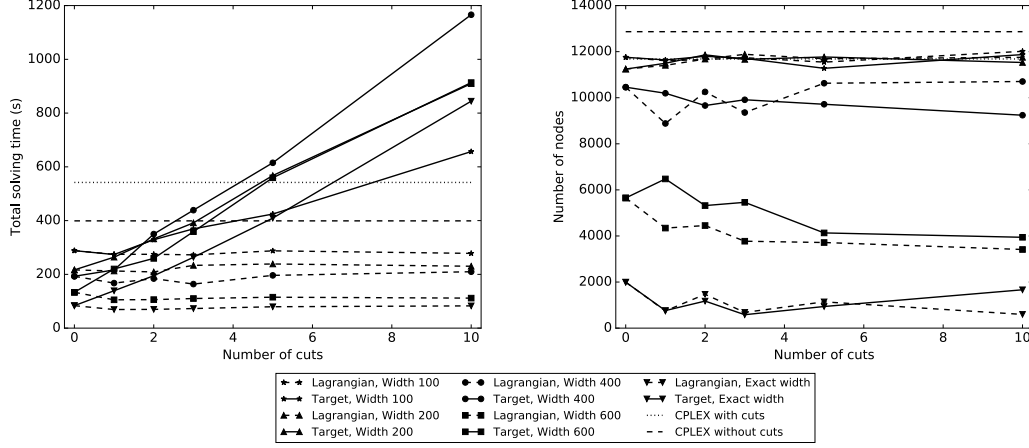 1200
1000
800
600
400
200
0
0
2
4
6
8
10
Total solving time (s)
Number of cuts
14000
12000
10000
8000
6000
4000
2000
0
0
2
4
6
8
10
Number of nodes
Number of cuts
Lagrangian, Width 100
Target, Width 100
Lagrangian, Width 200
Target, Width 200
Lagrangian, Width 400
Target, Width 400
Lagrangian, Width 600
Target, Width 600
Lagrangian, Exact width
Target, Exact width
CPLEX with cuts
CPLEX without cuts